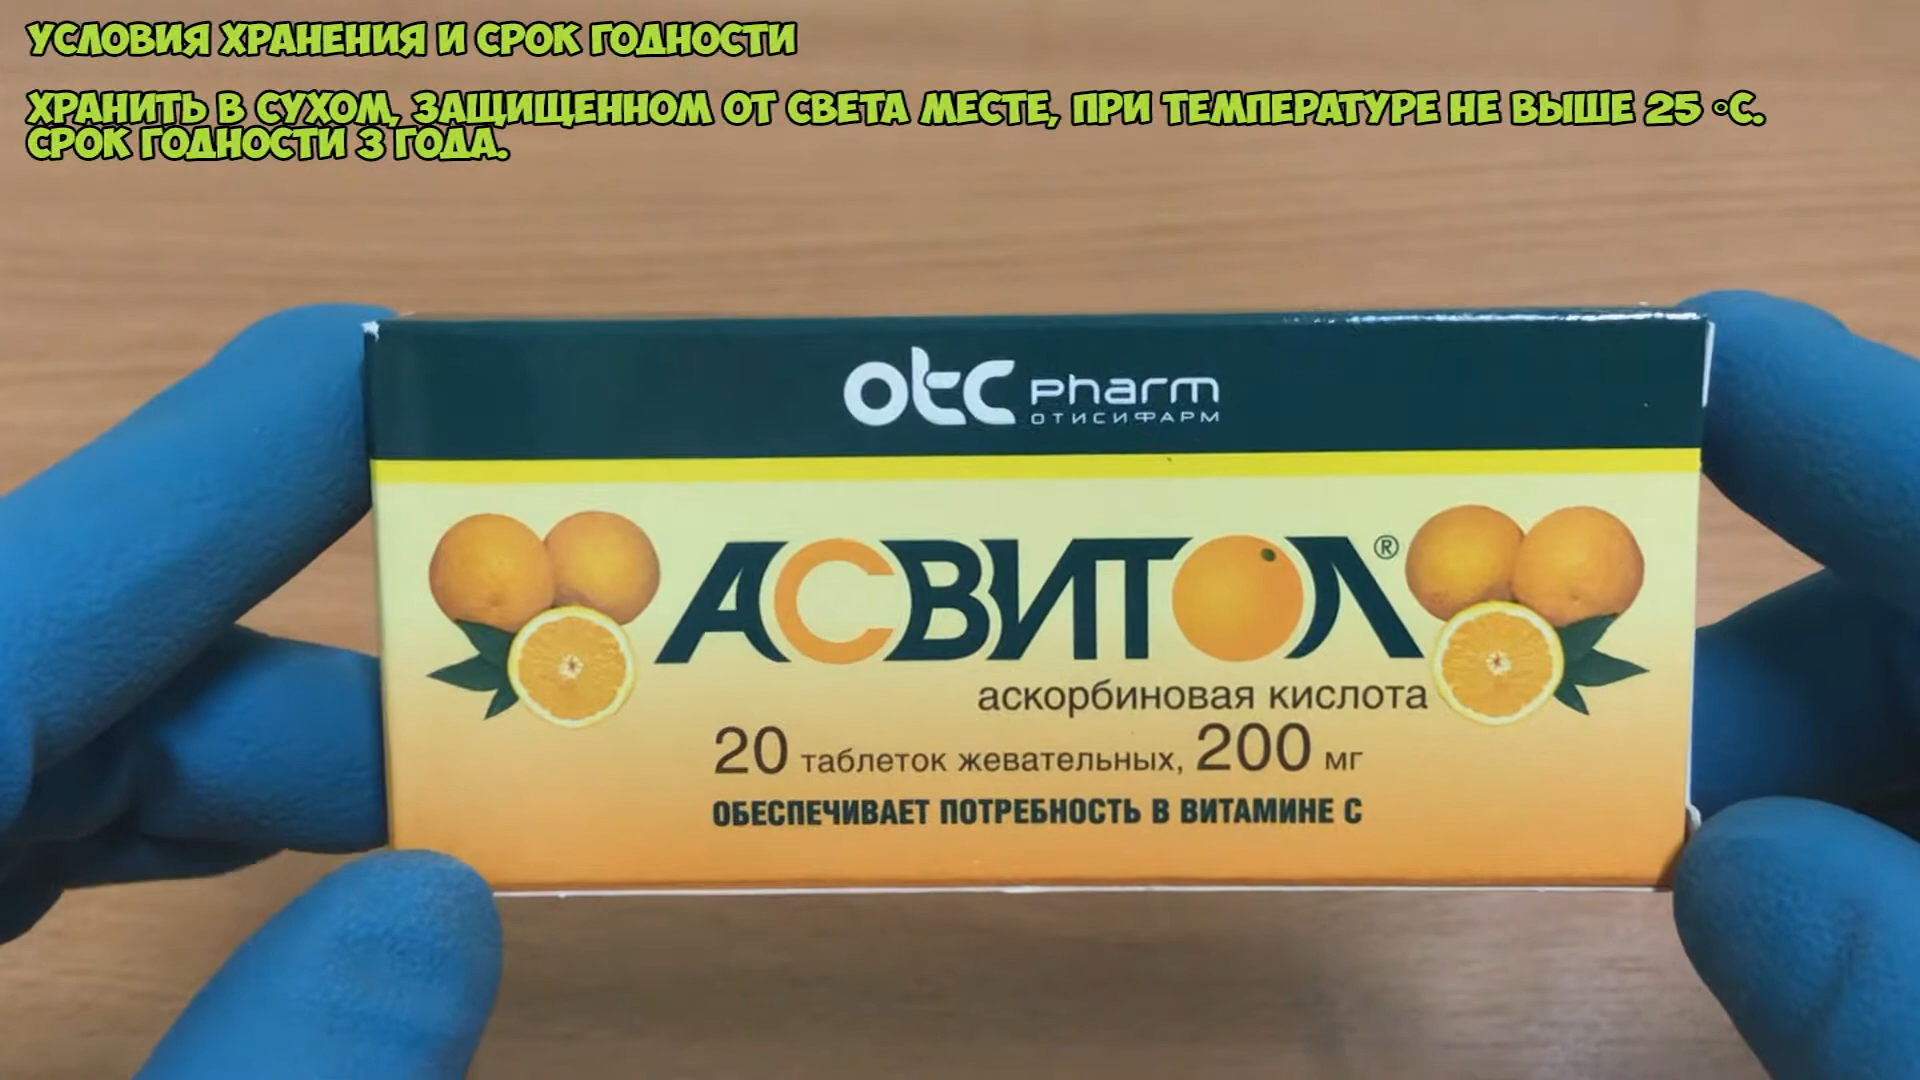 УСЛОВИЯ ХРАНЕНИЯ И СРОК ГОДНОСТИ
ХРАНИТЬ В СУХОМ, ЗАЩИЩЕННОМ ОТ СВЕТА МЕСТЕ, ПРИ ТЕМПЕРАТУРЕ НЕ ВЫШЕ 25 °С.
СРОК ГОДНОСТИ 3 ГОДА.
otc pharm
ОТИСИФАРМ
АСВИТОЛ®
аскорбиновая кислота
20 таблеток жевательных, 200 мг
ОБЕСПЕЧИВАЕТ ПОТРЕБНОСТЬ В ВИТАМИНЕ С